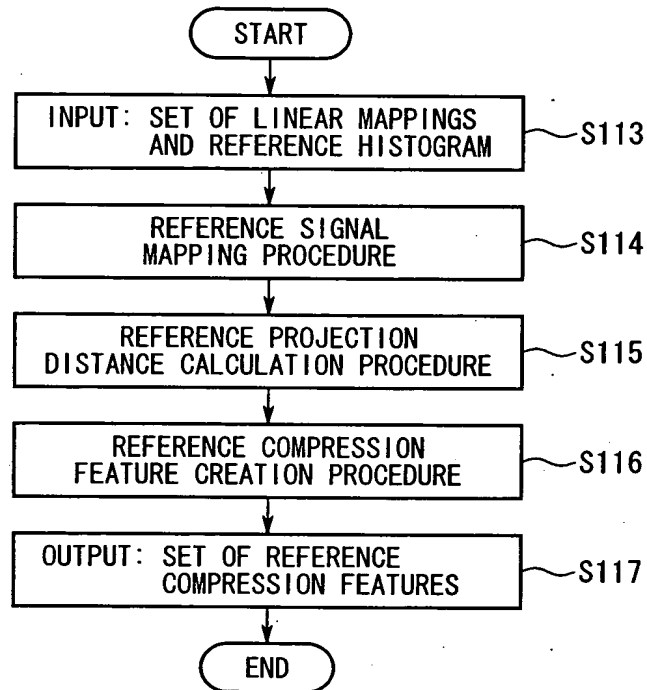 START
INPUT: SET OF LINEAR MAPPINGS
AND REFERENCE HISTOGRAM
S113
REFERENCE SIGNAL
MAPPING PROCEDURE
S114
REFERENCE PROJECTION
DISTANCE CALCULATION PROCEDURE
S115
REFERENCE COMPRESSION
FEATURE CREATION PROCEDURE
S116
OUTPUT: SET OF REFERENCE
COMPRESSION FEATURES
S117
END